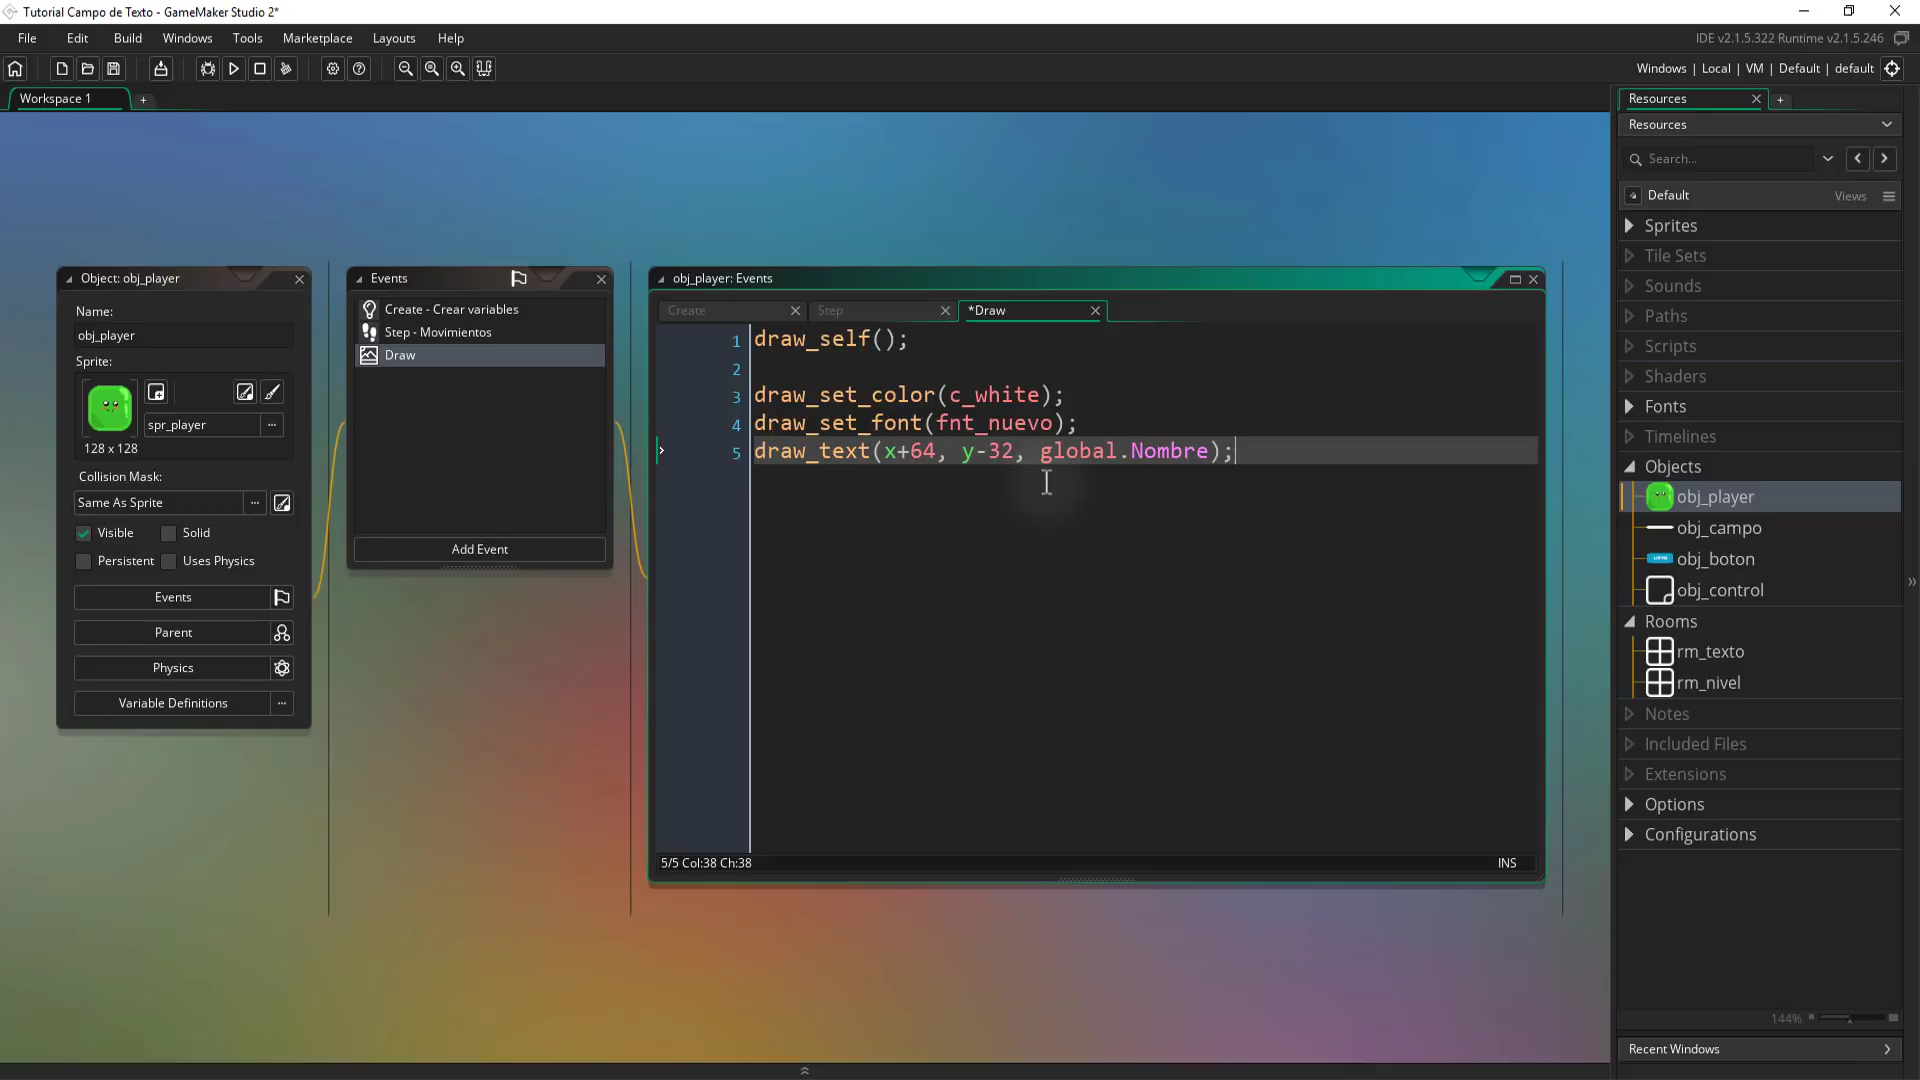 Tutorial Campo de Texto - GameMaker Studio 2*
File Edit Build Windows Tools Marketplace Layouts Help
IDE v2.1.5.322 Runtime v2.1.5.246
Windows | Local | VM | Default | default
Workspace 1 +
Object: obj_player
Name:
obj_player
Sprite:
spr_player
128 x 128
Collision Mask:
Same As Sprite
Visible Solid
Persistent Uses Physics
Events
Parent
Physics
Variable Definitions
Events
Create - Crear variables
Step - Movimientos
Draw
Add Event
obj_player: Events
Create Step *Draw
1 draw_self();
2
3 draw_set_color(c_white);
4 draw_set_font(fnt_nuevo);
5 draw_text(x+64, y-32, global.Nombre);
5/5 Col:38 Ch:38 INS
Resources +
Resources
Search...
Default Views
Sprites
Tile Sets
Sounds
Paths
Scripts
Shaders
Fonts
Timelines
Objects
obj_player
obj_campo
obj_boton
obj_control
Rooms
rm_texto
rm_nivel
Notes
Included Files
Extensions
Options
Configurations
144%
Recent Windows